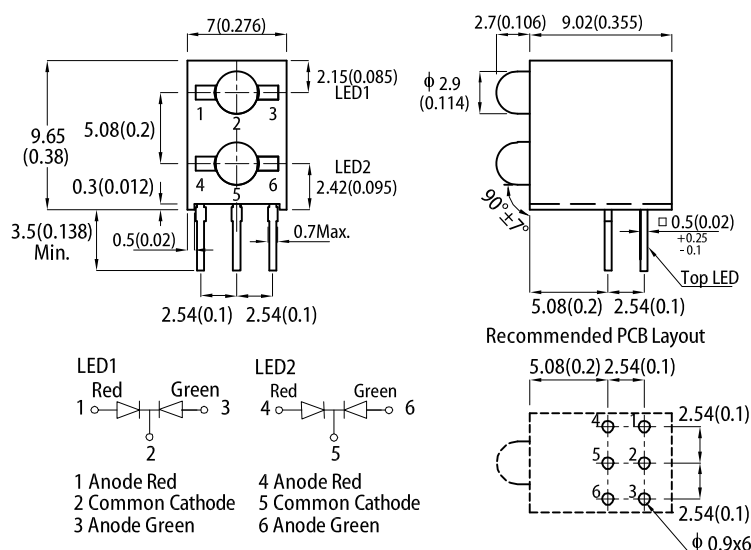 7(0.276)
2.15(0.085)
LED1
1 2 3
5.08(0.2)
9.65
(0.38)
LED2
4 5 6
2.42(0.095)
0.3(0.012)
3.5(0.138)
Min.
0.5(0.02)
0.7Max.
2.54(0.1) 2.54(0.1)
2.7(0.106) 9.02(0.355)
ϕ 2.9
(0.114)
90°±7°
□ 0.5(0.02)
+0.25
-0.1
Top LED
5.08(0.2) 2.54(0.1)
Recommended PCB Layout
5.08(0.2) 2.54(0.1)
4 1 2.54(0.1)
5 2
6 3
2.54(0.1)
ϕ 0.9x6
LED1
Red Green
1 3
2
1 Anode Red
2 Common Cathode
3 Anode Green
LED2
Red Green
4 6
5
4 Anode Red
5 Common Cathode
6 Anode Green